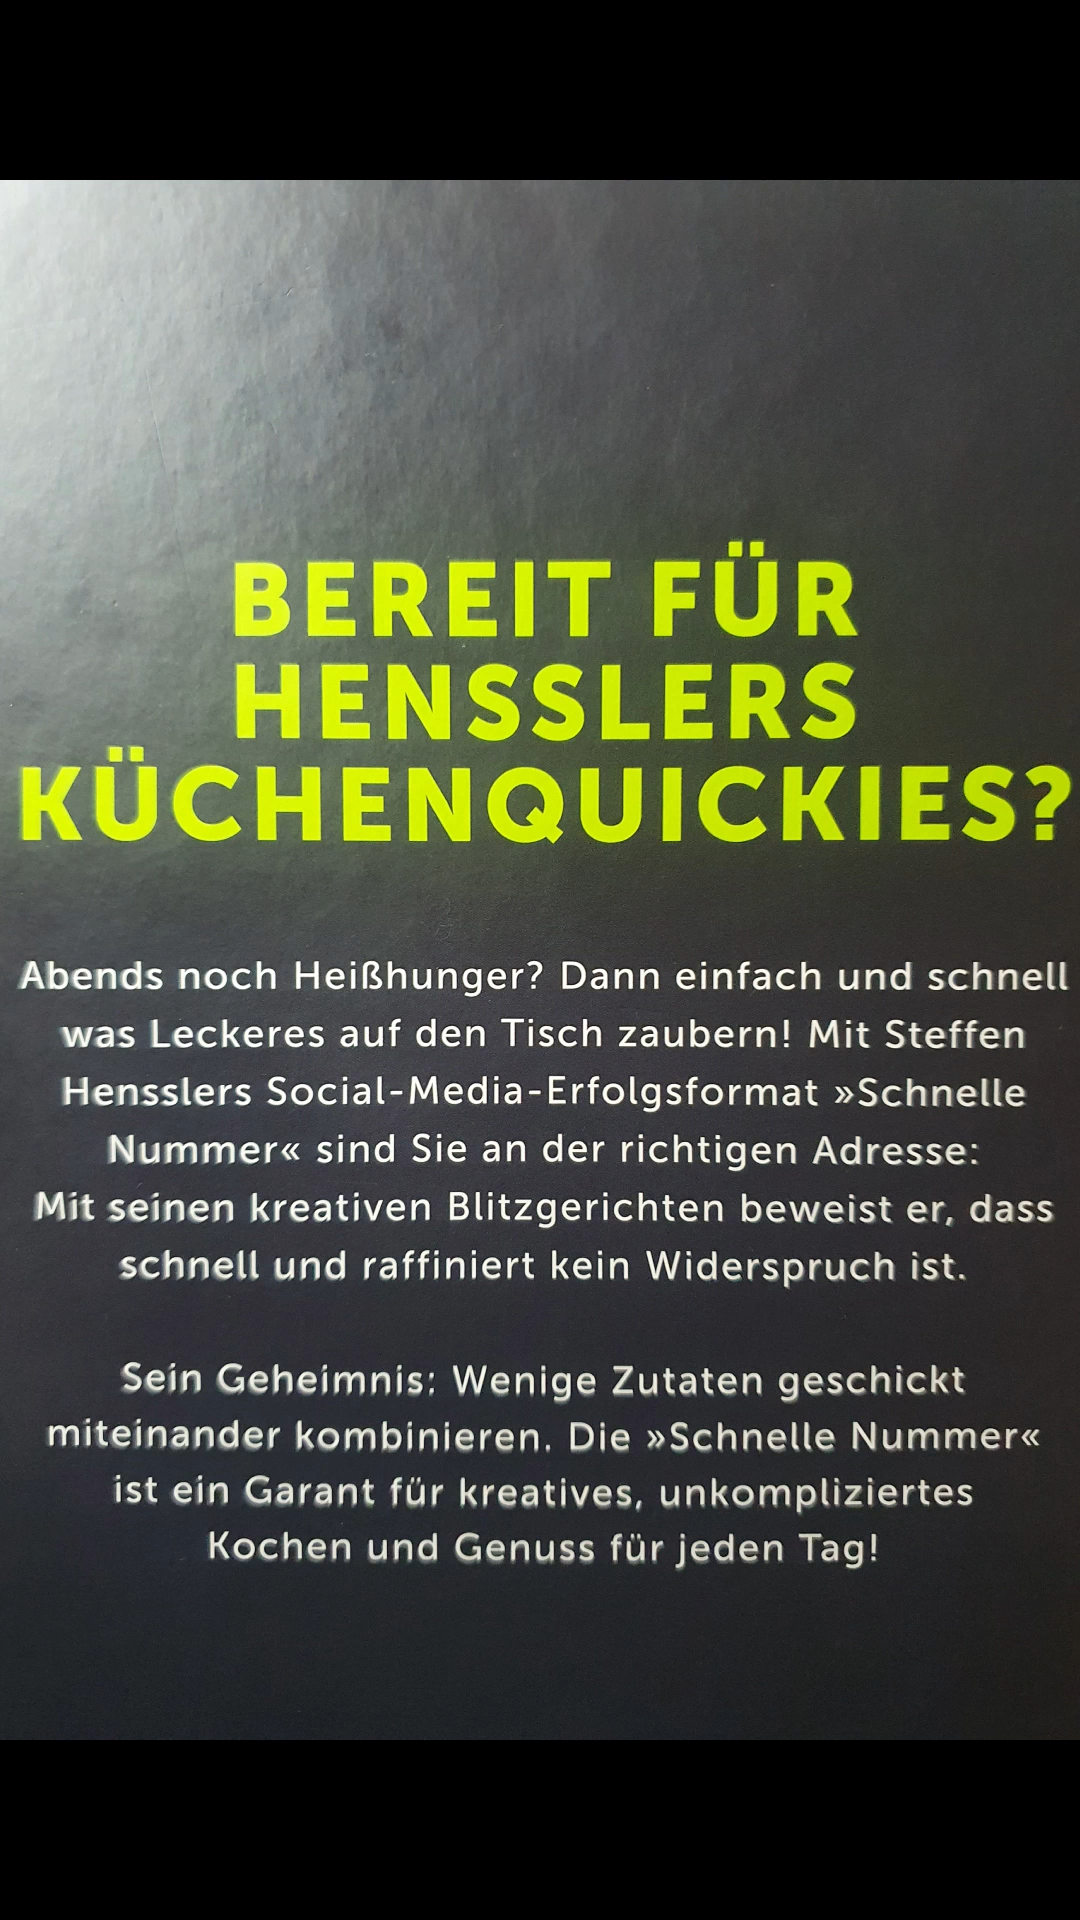 BEREIT FÜR
HENSSLERS
KÜCHENQUICKIES?
Abends noch Heißhunger? Dann einfach und schnell
was Leckeres auf den Tisch zaubern! Mit Steffen
Hensslers Social-Media-Erfolgsformat »Schnelle
Nummer« sind Sie an der richtigen Adresse:
Mit seinen kreativen Blitzgerichten beweist er, dass
schnell und raffiniert kein Widerspruch ist.
Sein Geheimnis: Wenige Zutaten geschickt
miteinander kombinieren. Die »Schnelle Nummer«
ist ein Garant für kreatives, unkompliziertes
Kochen und Genuss für jeden Tag!